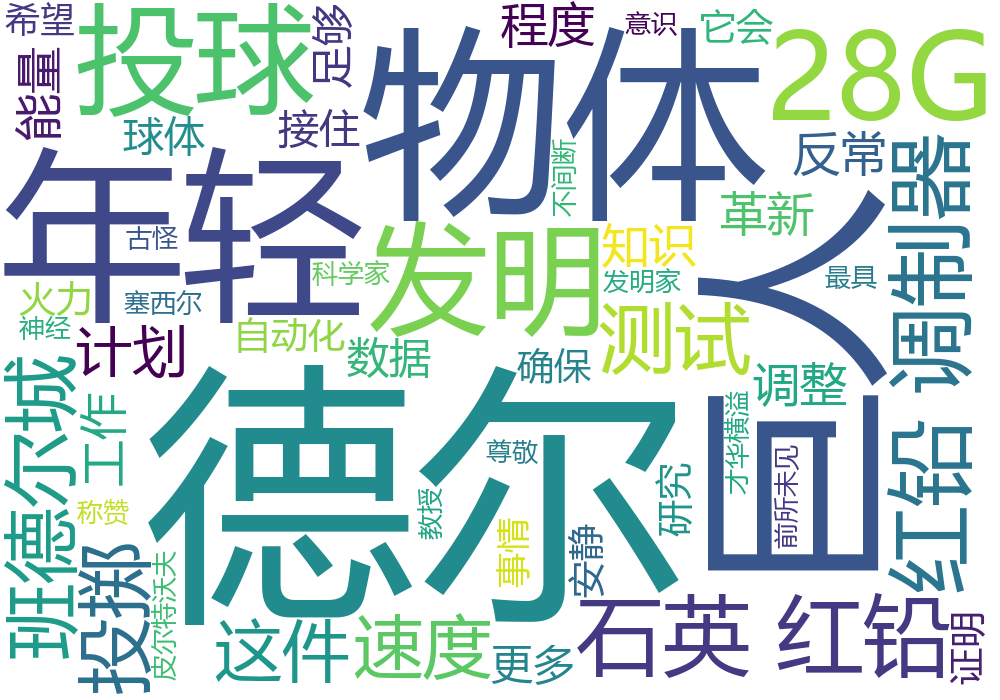 希望
投球
足够
程度
意识
它会
28G
能量
球体
接住
物体
反常
不间断
年轻
古怪
塞西尔
科学家
发明
知识
发明家
革新
最具
巨人
红铅 调制器
火力
神经
计划
自动化
数据
测试
确保
调整
班德尔城
工作
德尔
尊敬
才华横溢
前所未见
称赞
教授
研究
事情
安静
投掷
皮尔特沃夫
这件
速度
更多
石英
红铅
证明